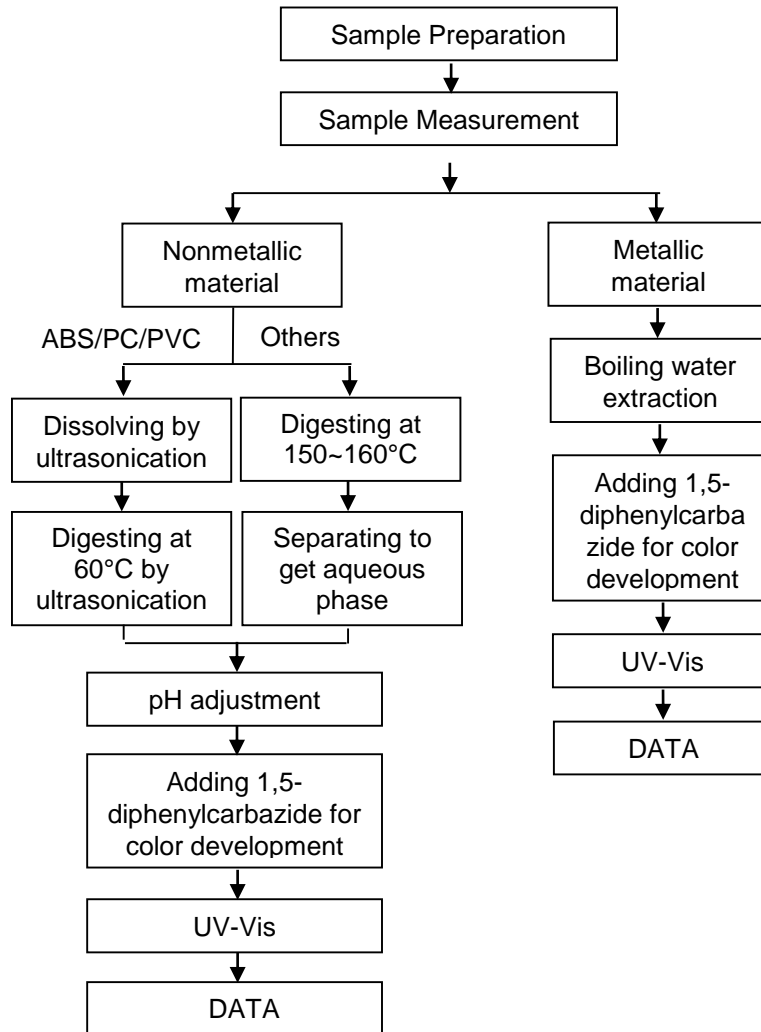 Sample Preparation
Sample Measurement
Nonmetallic
material
ABS/PC/PVC
Others
Dissolving by
ultrasonication
Digesting at
150~160°C
Digesting at
60°C by
ultrasonication
Separating to
get aqueous
phase
pH adjustment
Adding 1,5-
diphenylcarbazide for
color development
UV-Vis
DATA
Metallic
material
Boiling water
extraction
Adding 1,5-
diphenylcarba
zide for color
development
UV-Vis
DATA